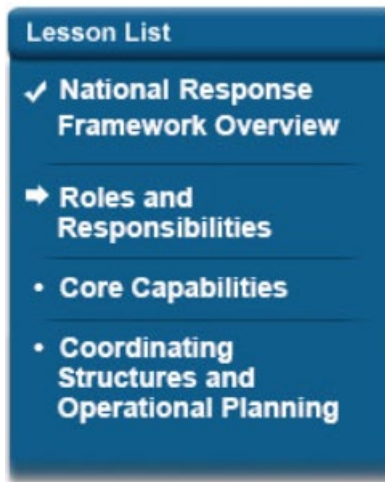 Lesson List
National Response
Framework Overview
Roles and
Responsibilities
• Core Capabilities
• Coordinating
Structures and
Operational Planning